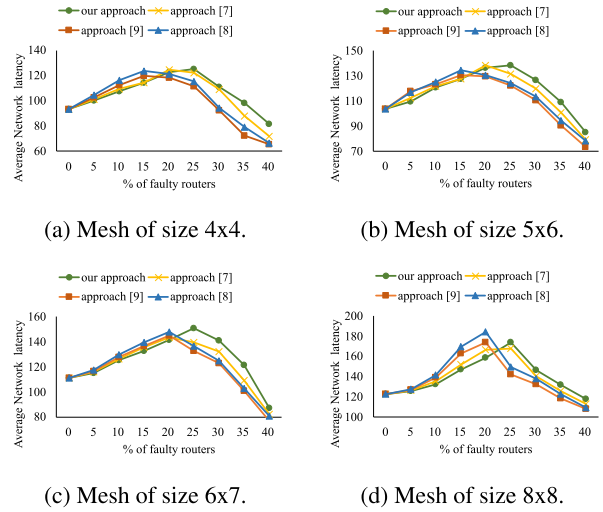 our approach approach [7]
approach [9] approach [8]
Average Network latency
140
120
100
80
60
0 5 10 15 20 25 30 35 40
% of faulty routers
(a) Mesh of size 4x4.
our approach approach [7]
approach [9] approach [8]
Average Network latency
150
130
110
90
70
0 5 10 15 20 25 30 35 40
% of faulty routers
(b) Mesh of size 5x6.
our approach approach [7]
approach [9] approach [8]
Average Network latency
160
140
120
100
80
0 5 10 15 20 25 30 35 40
% of faulty routers
(c) Mesh of size 6x7.
our approach approach [7]
approach [9] approach [8]
Average Network latency
200
180
160
140
120
100
0 5 10 15 20 25 30 35 40
% of faulty routers
(d) Mesh of size 8x8.